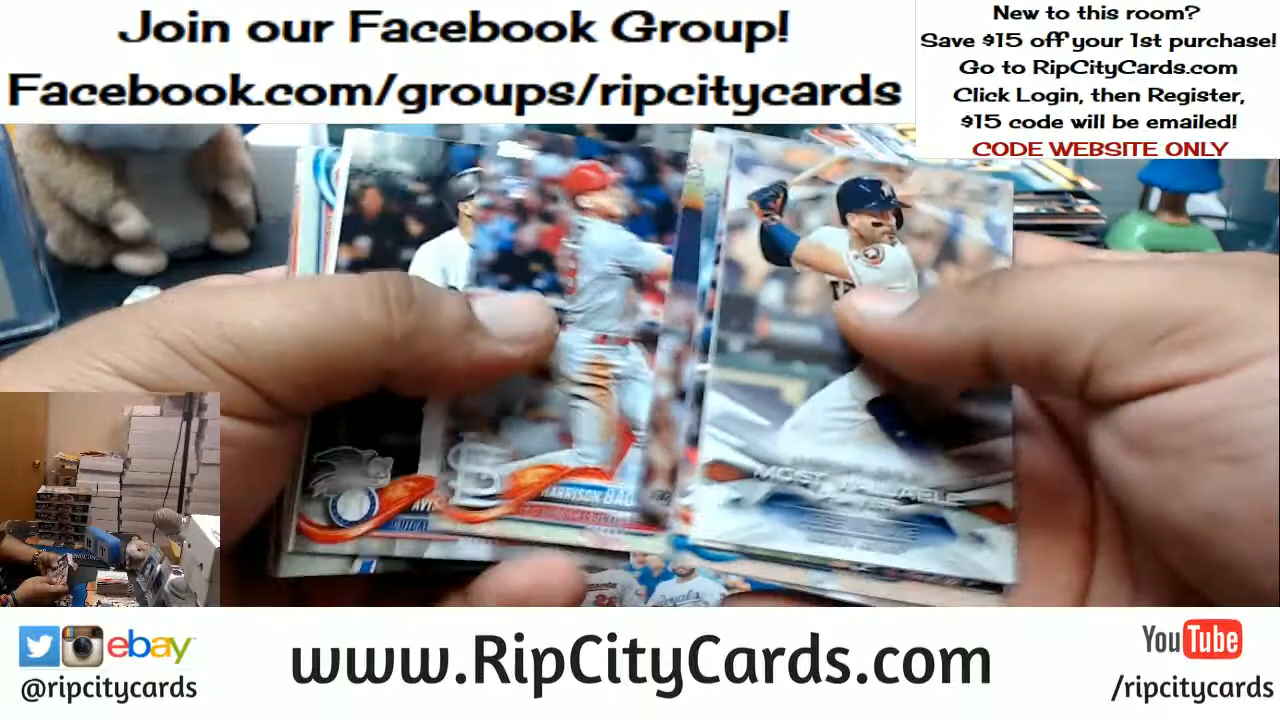 Join our Facebook Group!
Facebook.com/groups/ripcitycards
New to this room?
Save $15 off your 1st purchase!
Go to RipCityCards.com
Click Login, then Register,
$15 code will be emailed!
CODE WEBSITE ONLY
HARRISON
MOST VALUABLE
Royals
ebay
@ripcitycards
www.RipCityCards.com
YouTube
/ripcitycards